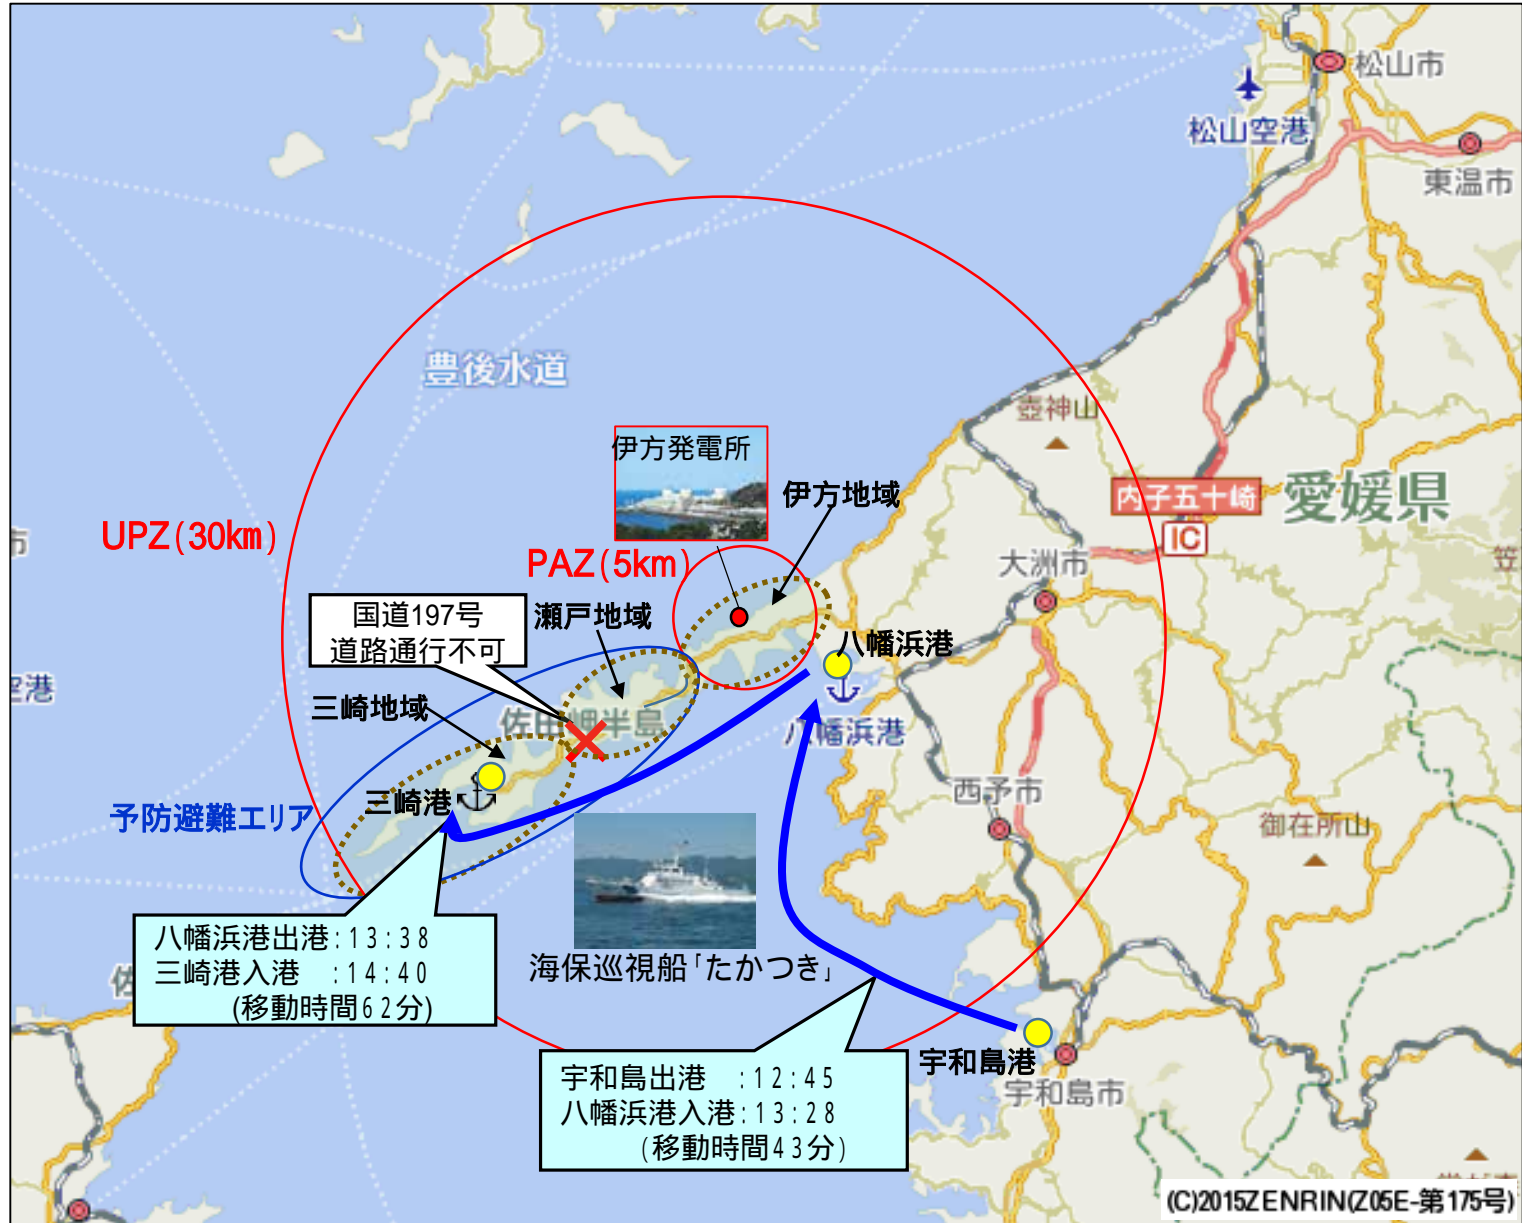 松山市
松山空港
東温市
豊後水道
壺神山
伊方発電所
伊方地域
内子五十崎
IC
愛媛県
UPZ(30km)
市
PAZ(5km)
大洲市
笠
国道197号
道路通行不可
瀬戸地域
八幡浜港
空港
三崎地域
佐田岬半島
八幡浜港
三崎港
西予市
予防避難エリア
御在所山
八幡浜港出港:13:38
三崎港入港 :14:40
(移動時間62分)
佐
海保巡視船「たかつき」
宇和島港
宇和島出港 :12:45
八幡浜港入港:13:28
(移動時間43分)
宇和島市
(C)2015ZENRIN(Z05E-第175号)